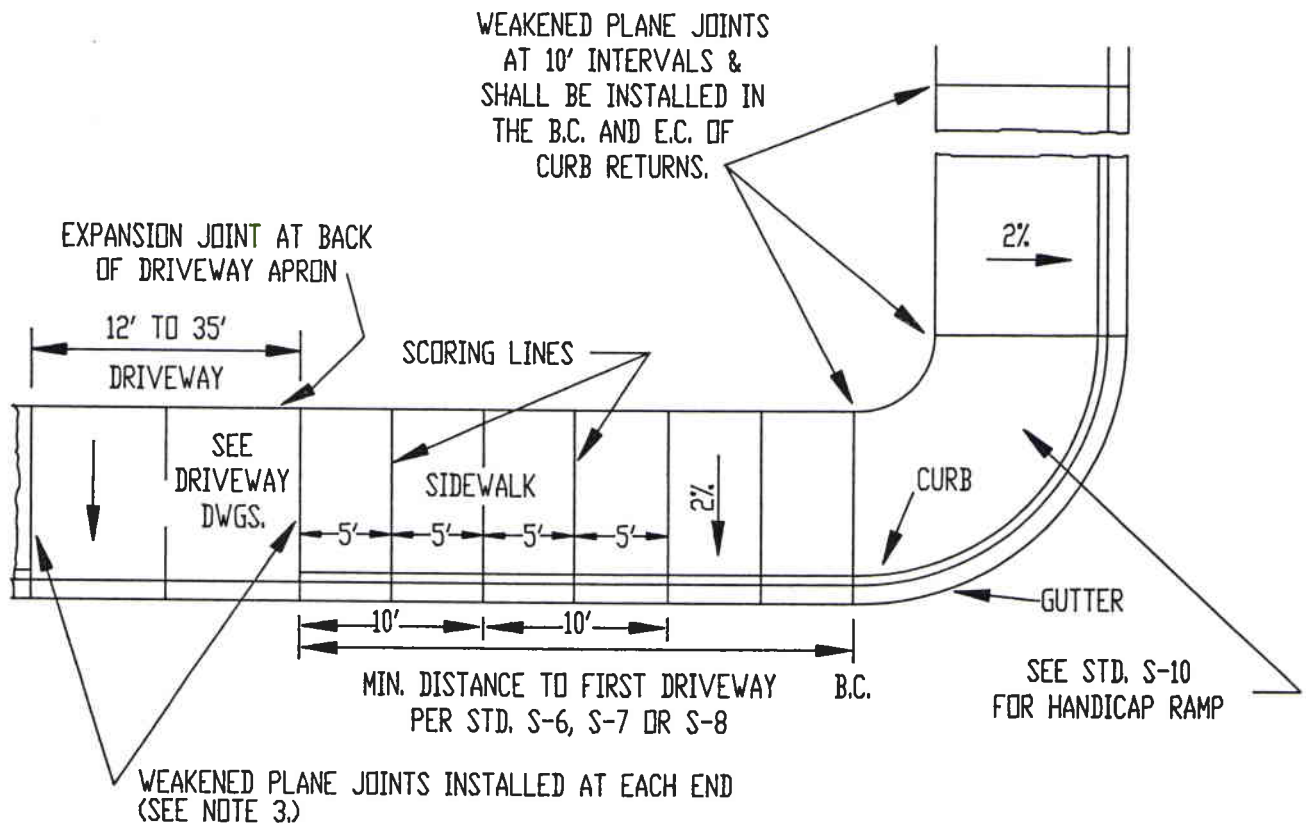 WEAKENED PLANE JOINTS
AT 10' INTERVALS &
SHALL BE INSTALLED IN
THE B.C. AND E.C. OF
CURB RETURNS.
EXPANSION JOINT AT BACK
OF DRIVEWAY APRON
2%
12' TO 35'
DRIVEWAY
SCORING LINES
SEE
DRIVEWAY
DWGS.
SIDEWALK
2%
CURB
5'
5'
5'
5'
GUTTER
10'
10'
MIN. DISTANCE TO FIRST DRIVEWAY
PER STD. S-6, S-7 OR S-8
B.C.
SEE STD. S-10
FOR HANDICAP RAMP
WEAKENED PLANE JOINTS INSTALLED AT EACH END
(SEE NOTE 3.)